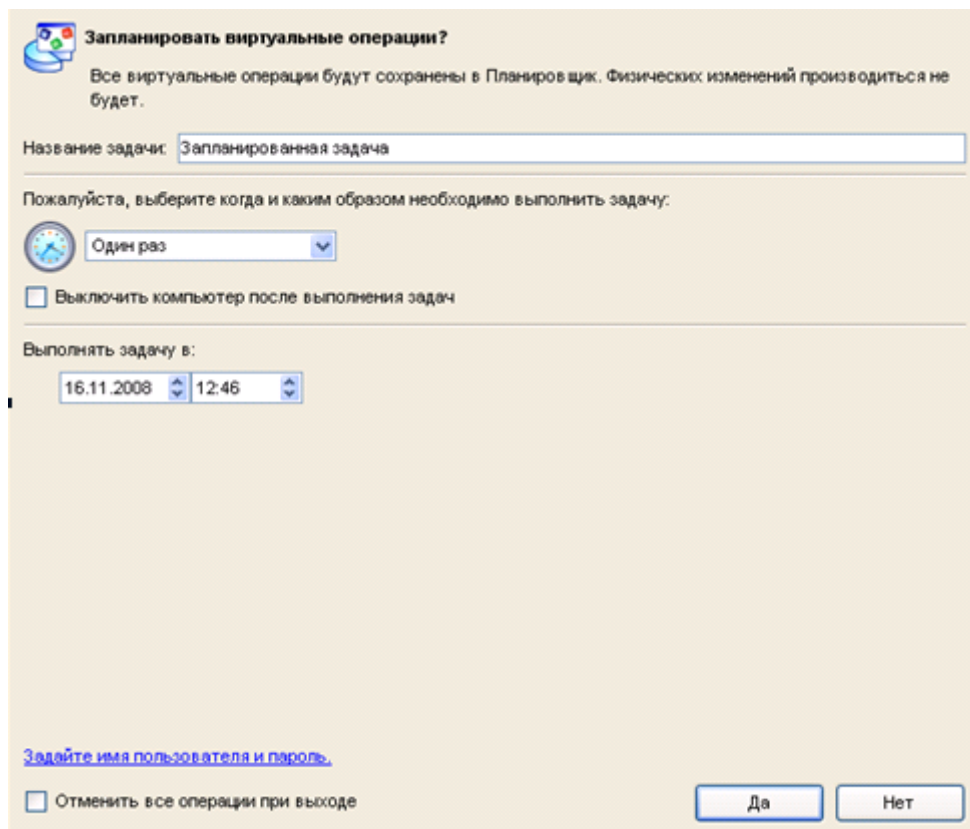 Запланировать виртуальные операции?
Все виртуальные операции будут сохранены в Планировщик. Физических изменений производиться не
будет.
Название задачи: Запланированная задача
Пожалуйста, выберите когда и каким образом необходимо выполнить задачу:
Один раз
Выключить компьютер после выполнения задач
Выполнять задачу в:
16.11.2008 12:46
Задайте имя пользователя и пароль.
Отменить все операции при выходе Да Нет